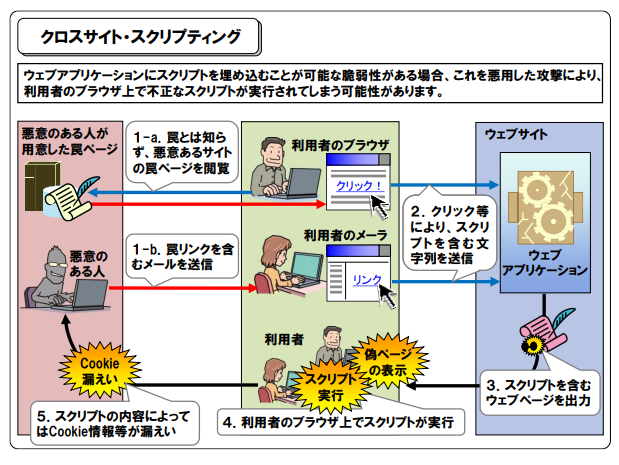 クロスサイト・スクリプティング
ウェブアプリケーションにスクリプトを埋め込むことが可能な脆弱性がある場合、これを悪用した攻撃により、
利用者のブラウザ上で不正なスクリプトが実行されてしまう可能性があります。
悪意のある人が
用意した罠ページ
1-a. 罠とは知ら
ず、悪意あるサイト
の罠ページを閲覧
利用者のブラウザ
クリック！
ウェブサイト
2. クリック等
により、スクリ
プトを含む文
字列を送信
ウェブ
アプリケーション
悪意の
ある人
1-b. 罠リンクを含
むメールを送信
利用者のメーラ
リンク
利用者
偽ページ
の表示
スクリプト
実行
Cookie
漏えい
3. スクリプトを含む
ウェブページを出力
4. 利用者のブラウザ上でスクリプトが実行
5. スクリプトの内容によって
はCookie情報等が漏えい